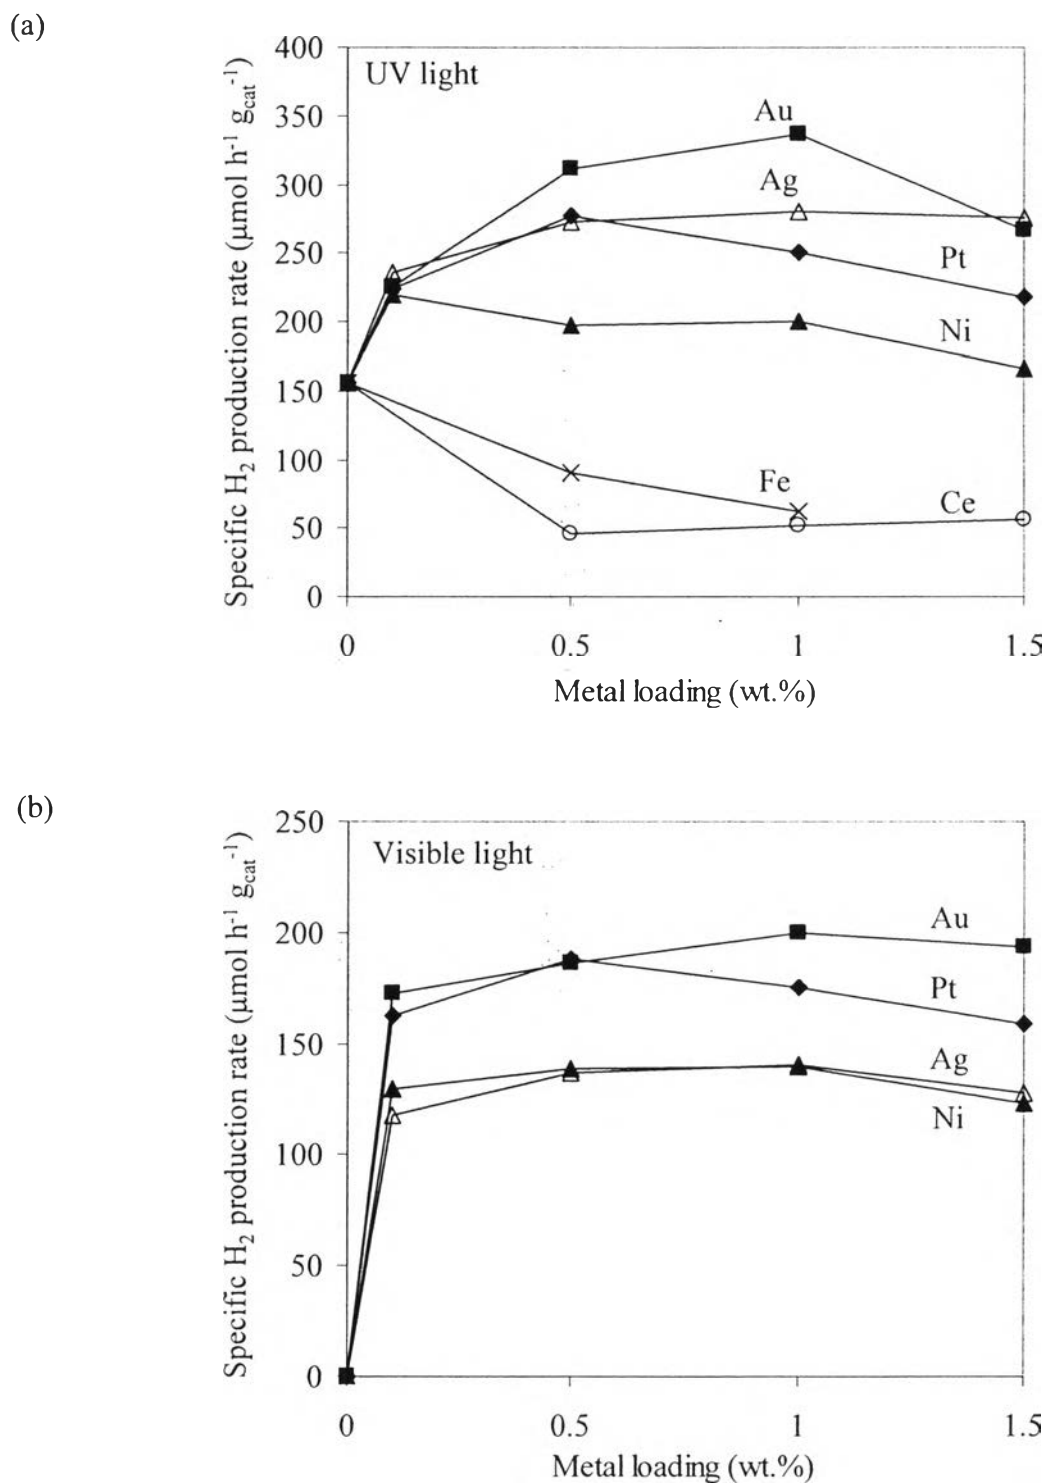 (a)
400
UV light
350
Au
300
Ag
250
Pt
200
Ni
150
100
Fe
Ce
50
0
Specific H₂ production rate (μmol h⁻¹ g_cat⁻¹)
0 0.5 1 1.5
Metal loading (wt.%)
(b)
250
Visible light
200
Au
Pt
150
Ag
Ni
100
50
0
Specific H₂ production rate (μmol h⁻¹ g_cat⁻¹)
0 0.5 1 1.5
Metal loading (wt.%)